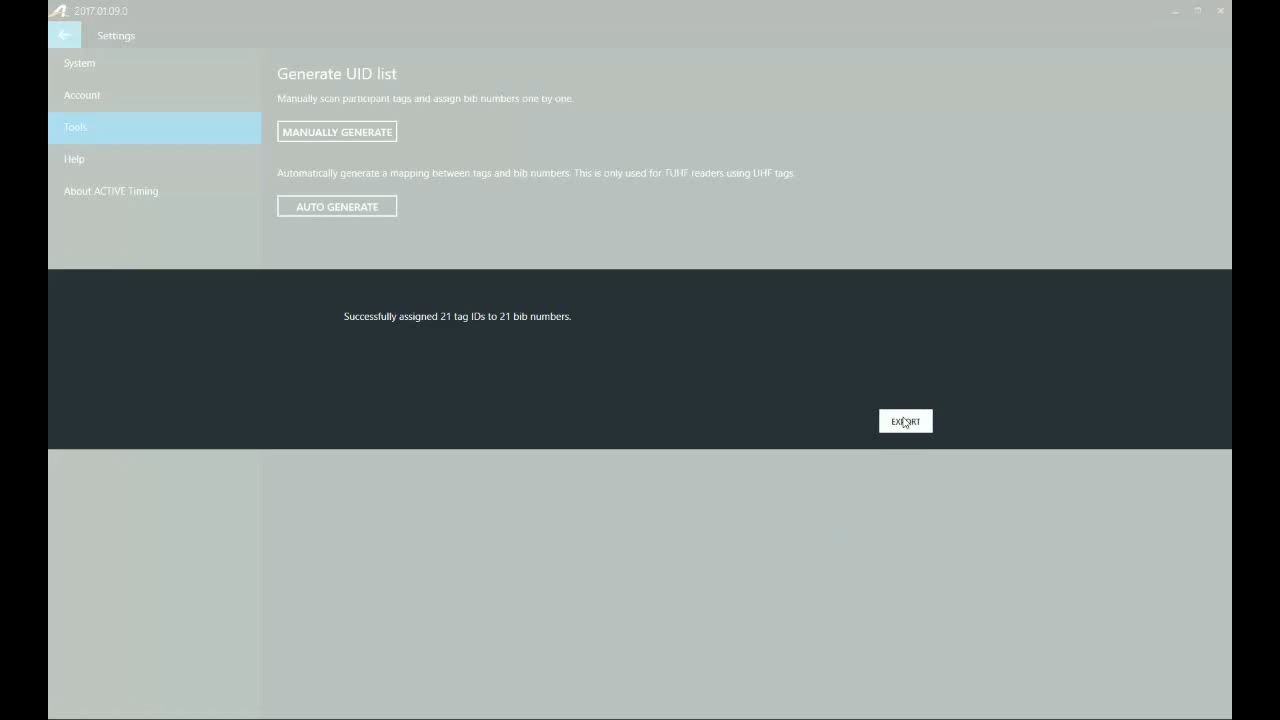 2017.01.09.0
Settings
System
Account
Tools
Help
About ACTIVE Timing
Generate UID list
Manually scan participant tags and assign bib numbers one by one.
MANUALLY GENERATE
Automatically generate a mapping between tags and bib numbers. This is only used for TUHF readers using UHF tags.
AUTO GENERATE
Successfully assigned 21 tag IDs to 21 bib numbers.
EXPORT